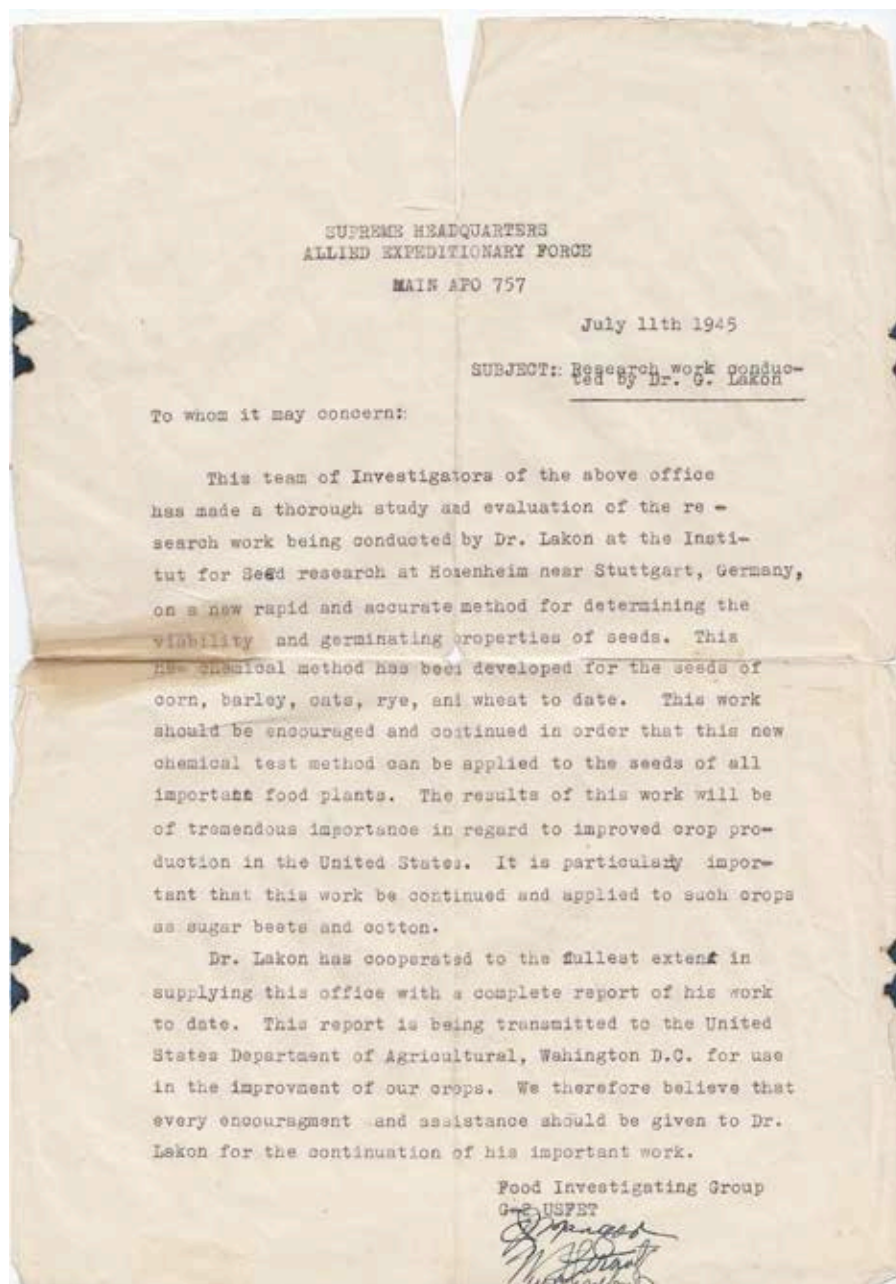 SUPREME HEADQUARTERS
ALLIED EXPEDITIONARY FORCE
MAIN APO 757
July 11th 1945
SUBJECT: Research work conduc-
ted by Dr. G. Lakon
To whom it may concern:
This team of Investigators of the above office
has made a thorough study and evaluation of the re -
search work being conducted by Dr. Lakon at the Insti-
tut for Seed research at Hohenheim near Stuttgart, Germany,
on a new rapid and accurate method for determining the
viability and germinating properties of seeds. This
new chemical method has been developed for the seeds of
corn, barley, oats, rye, and wheat to date. This work
should be encouraged and continued in order that this new
chemical test method can be applied to the seeds of all
important food plants. The results of this work will be
of tremendous importance in regard to improved crop pro-
duction in the United States. It is particularly impor-
tant that this work be continued and applied to such crops
as sugar beets and cotton.
Dr. Lakon has cooperated to the fullest extent in
supplying this office with a complete report of his work
to date. This report is being transmitted to the United
States Department of Agricultural, Wahington D.C. for use
in the improvment of our crops. We therefore believe that
every encouragment and assistance should be given to Dr.
Lakon for the continuation of his important work.
Food Investigating Group
G-2 USFET